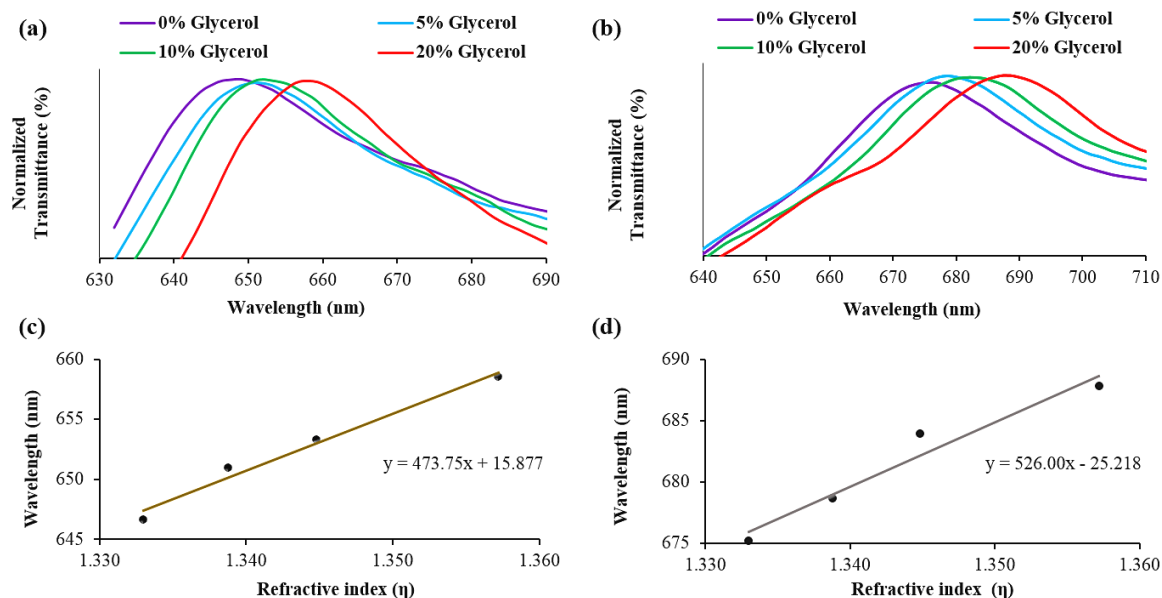 (a)
0% Glycerol
5% Glycerol
10% Glycerol
20% Glycerol
Normalized
Transmittance (%)
630 640 650 660 670 680 690
Wavelength (nm)
(b)
0% Glycerol
5% Glycerol
10% Glycerol
20% Glycerol
Normalized
Transmittance (%)
640 650 660 670 682 690 700 710
Wavelength (nm)
(c)
Wavelength (nm)
660
655
650
645
y = 473.75x + 15.877
1.330 1.340 1.350 1.360
Refractive index (η)
(d)
Wavelength (nm)
690
685
680
675
y = 526.00x - 25.218
1.330 1.340 1.350 1.360
Refractive index (η)